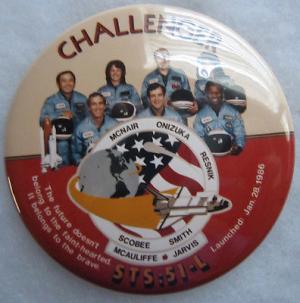 CHALLENGER
McNAIR ONIZUKA RESNIK
SCOBEE SMITH
McAULIFFE JARVIS
The future doesn't
belong to the faint-hearted.
It belongs to the brave.
Launched: Jan. 28, 1986
STS:51-L